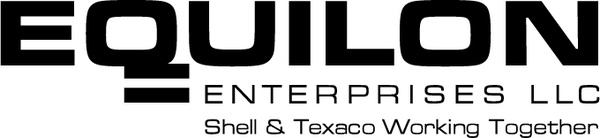 EQUILON
ENTERPRISES LLC
Shell & Texaco Working Together